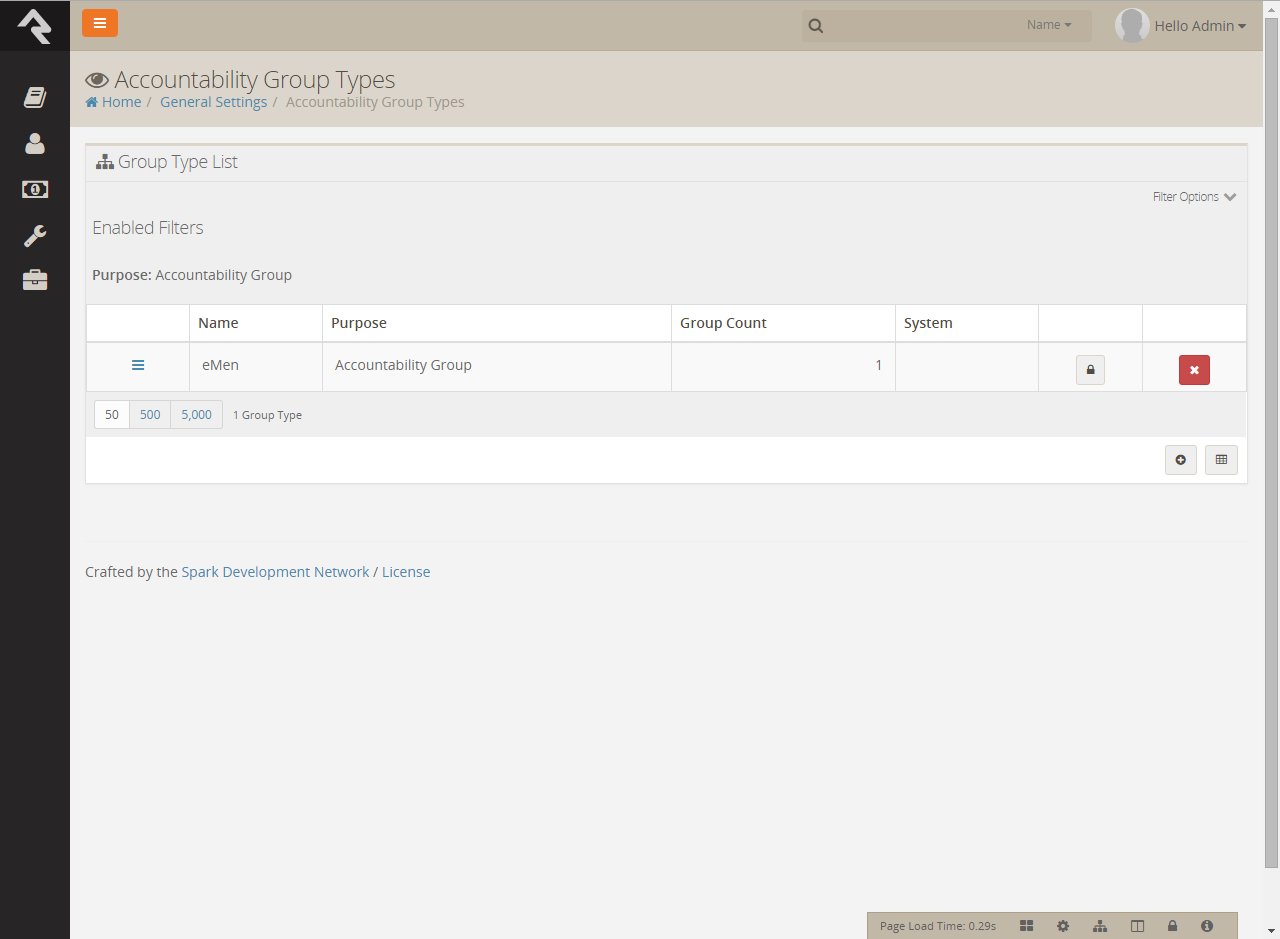 Name
Hello Admin
Accountability Group Types
Home / General Settings / Accountability Group Types
Group Type List
Filter Options
Enabled Filters
Purpose: Accountability Group
Name Purpose Group Count System
eMen Accountability Group 1
50 500 5,000 1 Group Type
Crafted by the Spark Development Network / License
Page Load Time: 0.29s